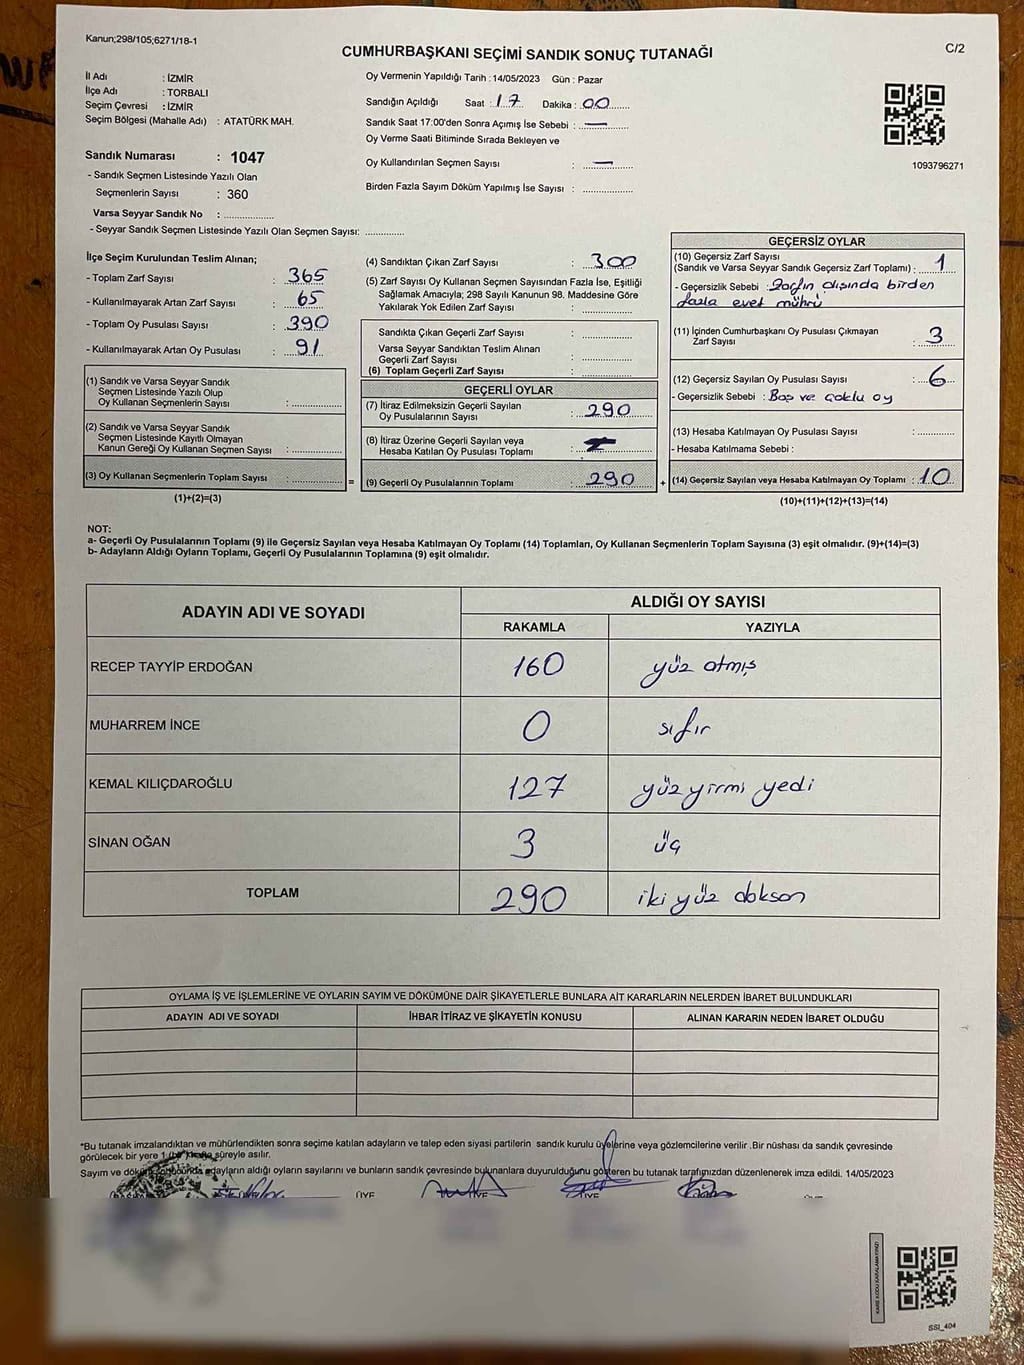 Kanun;298/105;6271/18-1
C/2
CUMHURBAŞKANI SEÇİMİ SANDIK SONUÇ TUTANAĞI
İl Adı : İZMİR
İlçe Adı : TORBALI
Seçim Çevresi : İZMİR
Seçim Bölgesi (Mahalle Adı) : ATATÜRK MAH.
Sandık Numarası : 1047
- Sandık Seçmen Listesinde Yazılı Olan
Seçmenlerin Sayısı : 360
Varsa Seyyar Sandık No : ..............
- Seyyar Sandık Seçmen Listesinde Yazılı Olan Seçmen Sayısı: ............
Oy Vermenin Yapıldığı Tarih : 14/05/2023 Gün : Pazar
Sandığın Açıldığı Saat : 17 Dakika : 00
Sandık Saat 17:00'den Sonra Açımış İse Sebebi : —
Oy Verme Saati Bitiminde Sırada Bekleyen ve
Oy Kullandırılan Seçmen Sayısı : —
Birden Fazla Sayım Döküm Yapılmış İse Sayısı : ..............
1093796271
İlçe Seçim Kurulundan Teslim Alınan;
- Toplam Zarf Sayısı : 365
- Kullanılmayarak Artan Zarf Sayısı : 65
- Toplam Oy Pusulası Sayısı : 390
- Kullanılmayarak Artan Oy Pusulası : 91
(1) Sandık ve Varsa Seyyar Sandık
Seçmen Listesinde Yazılı Olup
Oy Kullanan Seçmenlerin Sayısı : ..............
(2) Sandık ve Varsa Seyyar Sandık
Seçmen Listesinde Kayıtlı Olmayan
Kanun Gereği Oy Kullanan Seçmen Sayısı : ..............
(3) Oy Kullanan Seçmenlerin Toplam Sayısı : .............. =
(1)+(2)=(3)
(4) Sandıktan Çıkan Zarf Sayısı : 300
(5) Zarf Sayısı Oy Kullanan Seçmen Sayısından Fazla İse, Eşitliği
Sağlamak Amacıyla; 298 Sayılı Kanunun 98. Maddesine Göre
Yakılarak Yok Edilen Zarf Sayısı : ..............
Sandıkta Çıkan Geçerli Zarf Sayısı : ..............
Varsa Seyyar Sandıktan Teslim Alınan
Geçerli Zarf Sayısı : ..............
(6) Toplam Geçerli Zarf Sayısı : ..............
GEÇERLİ OYLAR
(7) İtiraz Edilmeksizin Geçerli Sayılan
Oy Pusulalarının Sayısı : 290
(8) İtiraz Üzerine Geçerli Sayılan veya
Hesaba Katılan Oy Pusulası Toplamı :
(9) Geçerli Oy Pusulalarının Toplamı : 290 +
GEÇERSİZ OYLAR
(10) Geçersiz Zarf Sayısı
(Sandık ve Varsa Seyyar Sandık Geçersiz Zarf Toplamı) : 1
- Geçersizlik Sebebi : Zarfın dışında birden
fazla evet mührü
(11) İçinden Cumhurbaşkanı Oy Pusulası Çıkmayan
Zarf Sayısı : 3
(12) Geçersiz Sayılan Oy Pusulası Sayısı : 6
- Geçersizlik Sebebi : Boş ve çoklu oy
(13) Hesaba Katılmayan Oy Pusulası Sayısı : ..............
- Hesaba Katılmama Sebebi :
(14) Geçersiz Sayılan veya Hesaba Katılmayan Oy Toplamı : 10
(10)+(11)+(12)+(13)=(14)
NOT:
a- Geçerli Oy Pusulalarının Toplamı (9) ile Geçersiz Sayılan veya Hesaba Katılmayan Oy Toplamı (14) Toplamları, Oy Kullanan Seçmenlerin Toplam Sayısına (3) eşit olmalıdır. (9)+(14)=(3)
b- Adayların Aldığı Oyların Toplamı, Geçerli Oy Pusulalarının Toplamına (9) eşit olmalıdır.
ADAYIN ADI VE SOYADI
ALDIĞI OY SAYISI
RAKAMLA YAZIYLA
RECEP TAYYİP ERDOĞAN 160 yüz atmış
MUHARREM İNCE 0 sıfır
KEMAL KILIÇDAROĞLU 127 yüzyirmi yedi
SİNAN OĞAN 3 üç
TOPLAM 290 iki yüz doksan
OYLAMA İŞ VE İŞLEMLERİNE VE OYLARIN SAYIM VE DÖKÜMÜNE DAİR ŞİKAYETLERLE BUNLARA AİT KARARLARIN NELERDEN İBARET BULUNDUKLARI
ADAYIN ADI VE SOYADI İHBAR İTİRAZ VE ŞİKAYETİN KONUSU ALINAN KARARIN NEDEN İBARET OLDUĞU
*Bu tutanak imzalandıktan ve mühürlendikten sonra seçime katılan adayların ve talep eden siyasi partilerin sandık kurulu üyelerine veya gözlemcilerine verilir .Bir nüshası da sandık çevresinde
görülecek bir yere 1 (bir) hafta süreyle asılır.
Sayım ve döküm sonucunda adayların aldığı oyların sayılarını ve bunların sandık çevresinde bulunanlara duyurulduğunu gösteren bu tutanak tarafımızdan düzenlenerek imza edildi. 14/05/2023
ÜYE
KARE KODU KARALAMAYINIZ!
SSI_404